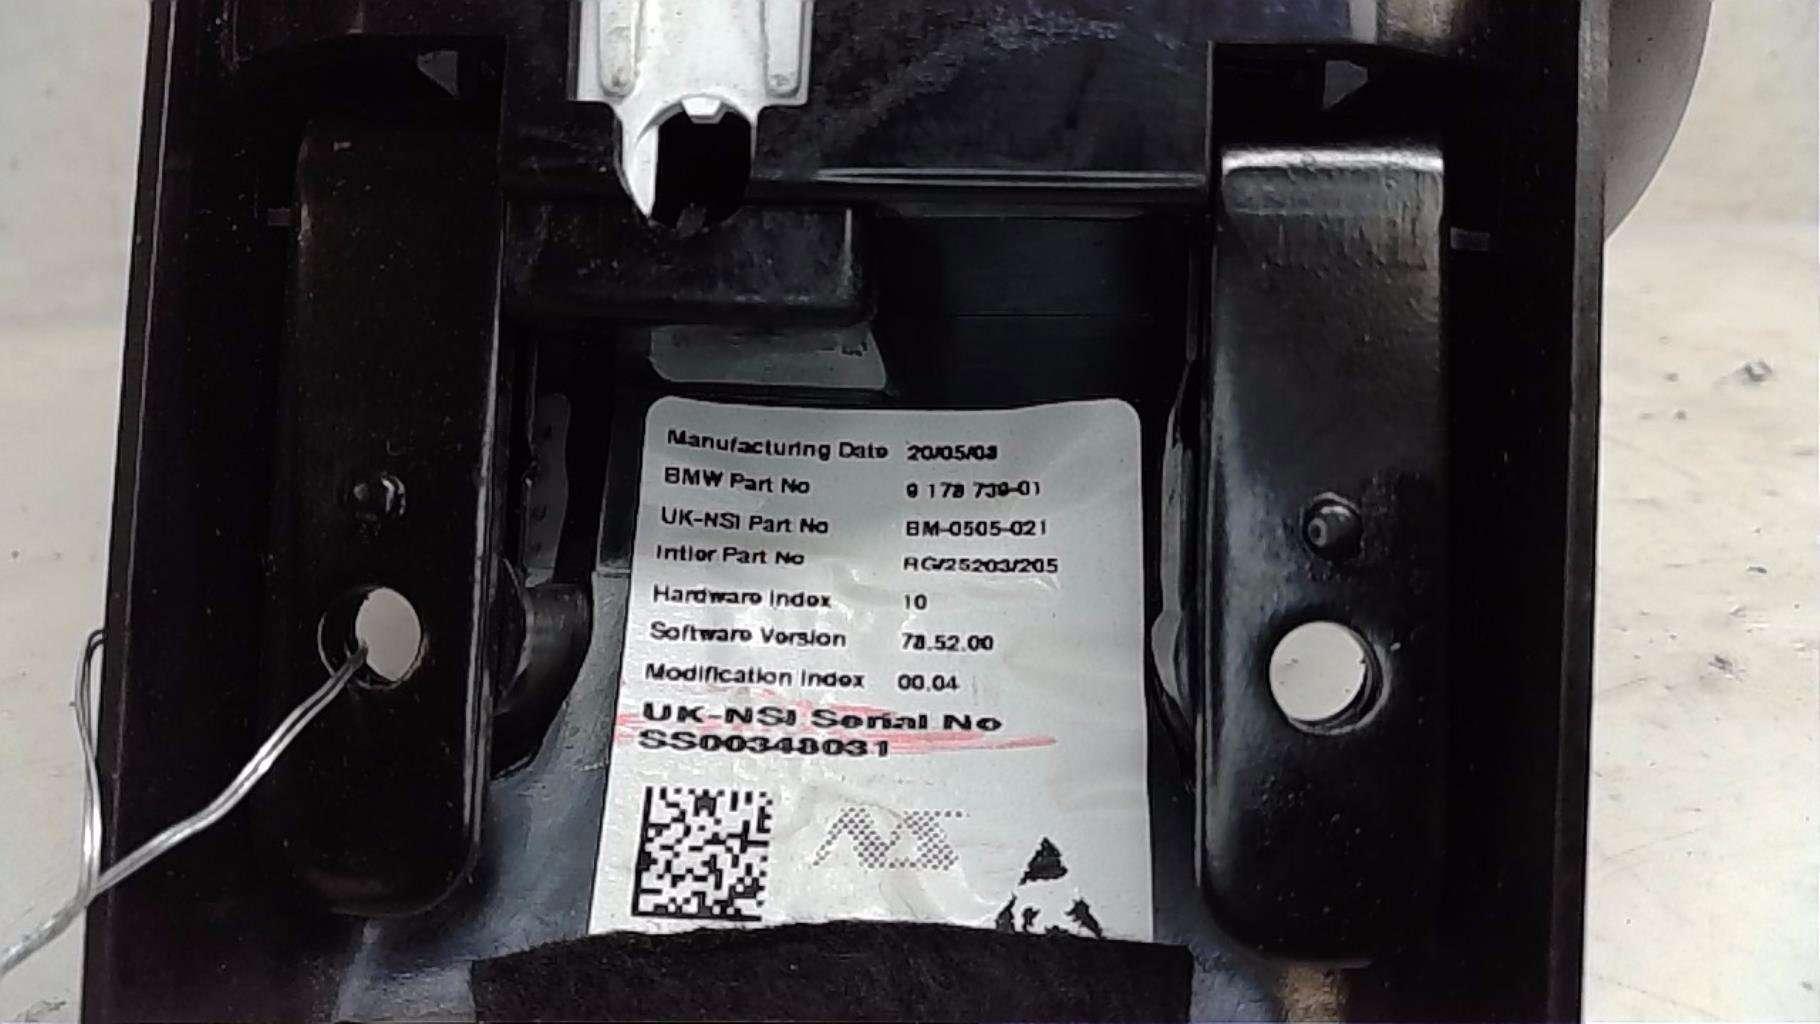 Manufacturing Date 20/05/08
BMW Part No 9 178 739-01
UK-NSI Part No BM-0505-021
Intier Part No RG/25203/205
Hardware Index 10
Software Version 78.52.00
Modification Index 00.04
UK-NSI Serial No
SS00348031
NS